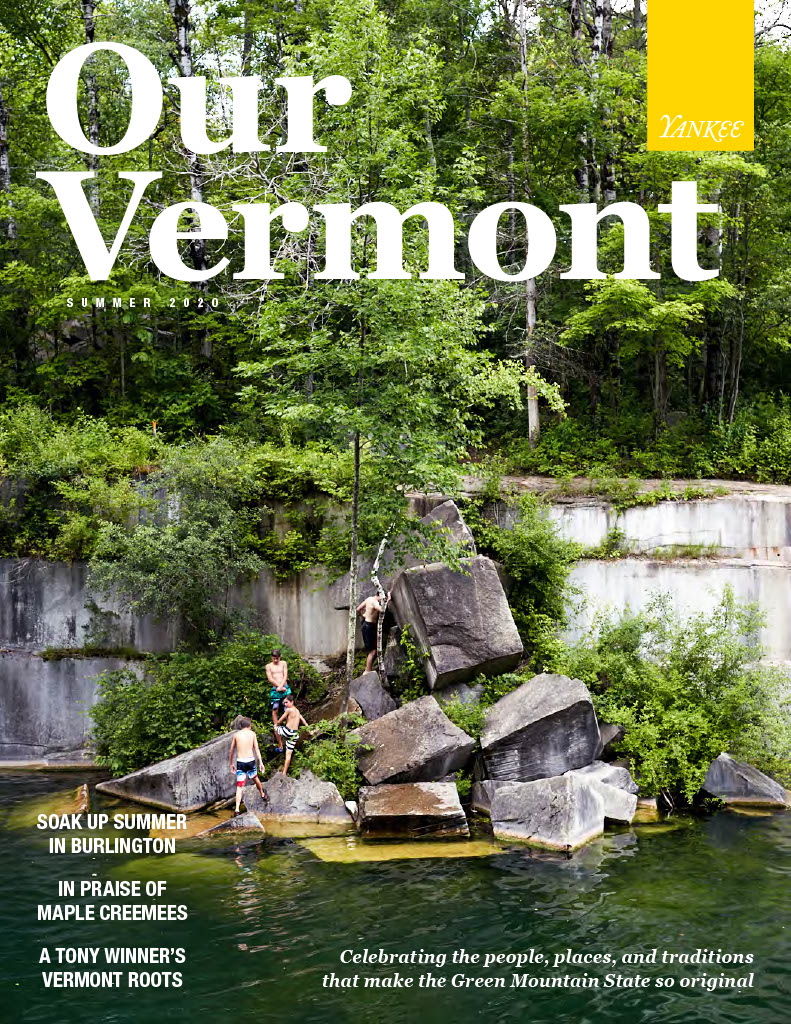 Our
YANKEE
Vermont
SUMMER 2020
SOAK UP SUMMER
IN BURLINGTON
IN PRAISE OF
MAPLE CREEMEES
A TONY WINNER'S
VERMONT ROOTS
Celebrating the people, places, and traditions
that make the Green Mountain State so original